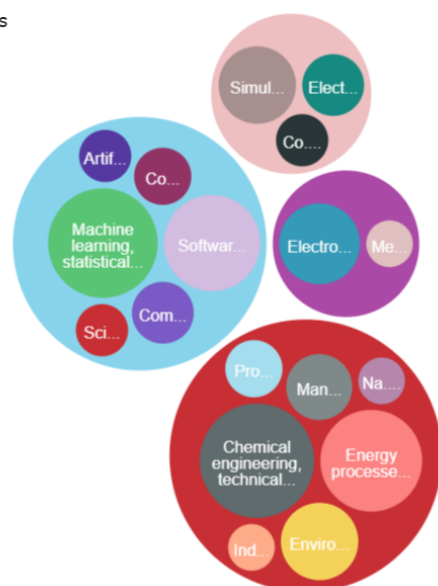 s
Simul...
Elect...
Co....
Artif...
Co...
Machine
learning,
statistical...
Softwar...
Com...
Sci...
Electro...
Me...
Pro...
Man...
Na...
Chemical
engineering,
technical...
Energy
processe...
Ind...
Enviro...